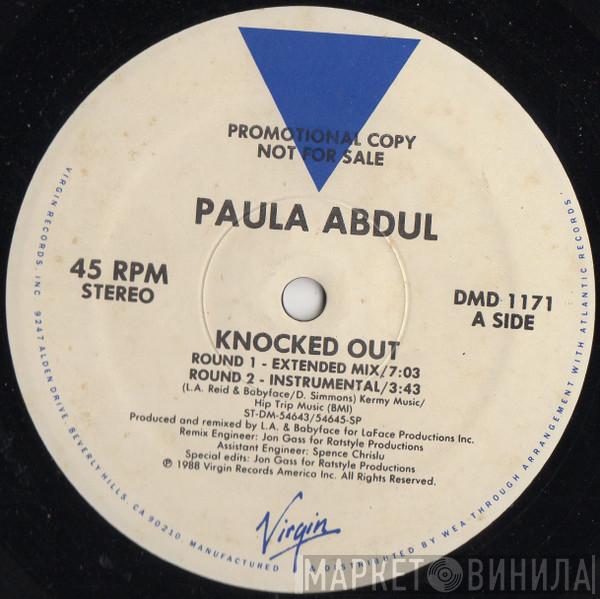 PROMOTIONAL COPY
NOT FOR SALE
PAULA ABDUL
45 RPM
STEREO
DMD 1171
A SIDE
KNOCKED OUT
ROUND 1 - EXTENDED MIX/7:03
ROUND 2 - INSTRUMENTAL/3:43
(L.A. Reid & Babyface/D. Simmons) Kermy Music/
Hip Trip Music (BMI)
ST-DM-54643/54645-SP
Produced and remixed by L.A. & Babyface for LaFace Productions Inc.
Remix Engineer: Jon Gass for Ratstyle Productions
Assistant Engineer: Spence Chrislu
Special edits: Jon Gass for Ratstyle Productions
℗ 1988 Virgin Records America Inc. All Rights Reserved.
Virgin
VIRGIN RECORDS, INC. 9247 ALDEN DRIVE, BEVERLY HILLS, CA 90210. MANUFACTURED & DISTRIBUTED BY WEA THROUGH ARRANGEMENT WITH ATLANTIC RECORDS.
МАРКЕТ ВИНИЛА